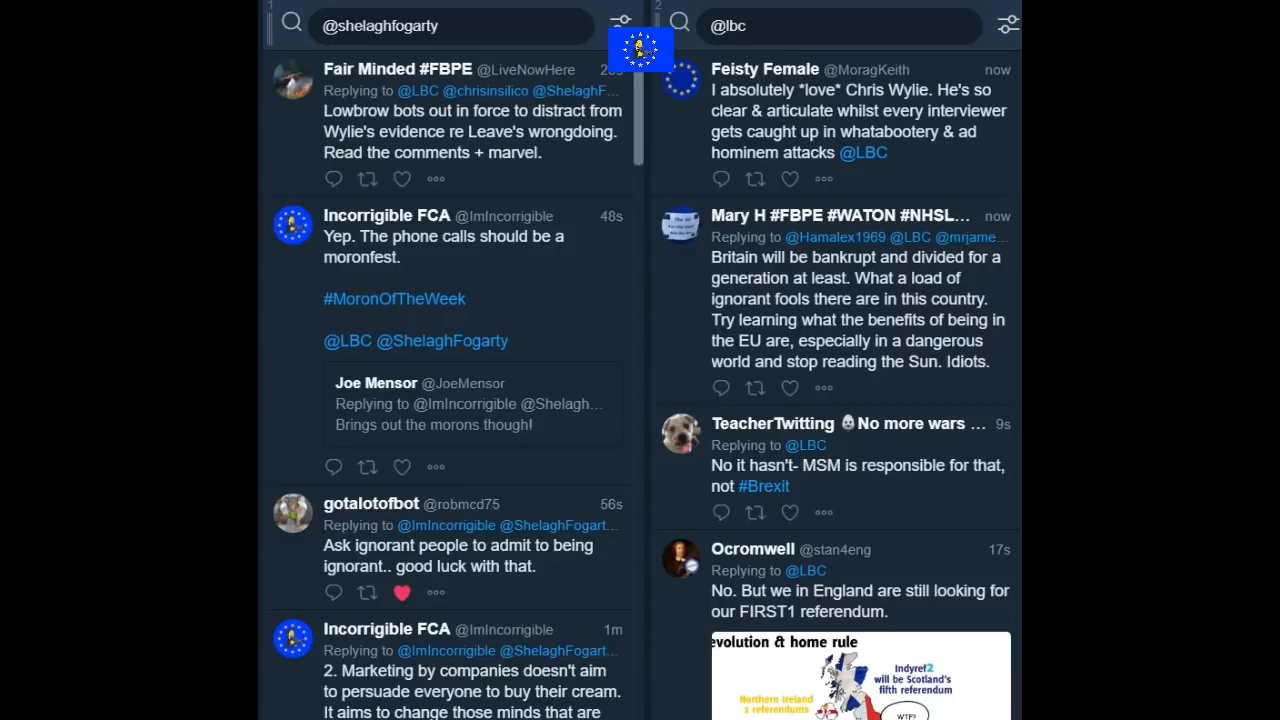 1
@shelaghfogarty
Fair Minded #FBPE @LiveNowHere
Replying to @LBC @chrisinsilico @ShelaghF...
Lowbrow bots out in force to distract from
Wylie's evidence re Leave's wrongdoing.
Read the comments + marvel.
Incorrigible FCA @ImIncorrigible 48s
Yep. The phone calls should be a
moronfest.
#MoronOfTheWeek
@LBC @ShelaghFogarty
Joe Mensor @JoeMensor
Replying to @ImIncorrigible @Shelagh...
Brings out the morons though!
gotalotofbot @robmcd75 56s
Replying to @ImIncorrigible @ShelaghFogart...
Ask ignorant people to admit to being
ignorant.. good luck with that.
Incorrigible FCA @ImIncorrigible 1m
Replying to @ImIncorrigible @ShelaghFogart...
2. Marketing by companies doesn't aim
to persuade everyone to buy their cream.
It aims to change those minds that are
2
@lbc
Feisty Female @MoragKeith now
I absolutely *love* Chris Wylie. He's so
clear & articulate whilst every interviewer
gets caught up in whatabootery & ad
hominem attacks @LBC
Mary H #FBPE #WATON #NHSL... now
Replying to @Hamalex1969 @LBC @mrjame...
Britain will be bankrupt and divided for a
generation at least. What a load of
ignorant fools there are in this country.
Try learning what the benefits of being in
the EU are, especially in a dangerous
world and stop reading the Sun. Idiots.
TeacherTwitting No more wars ... 9s
Replying to @LBC
No it hasn't- MSM is responsible for that,
not #Brexit
Ocromwell @stan4eng 17s
Replying to @LBC
No. But we in England are still looking for
our FIRST1 referendum.
evolution & home rule
Indyref2
will be Scotland's
fifth referendum
Northern Ireland
2 referendums
WTF?